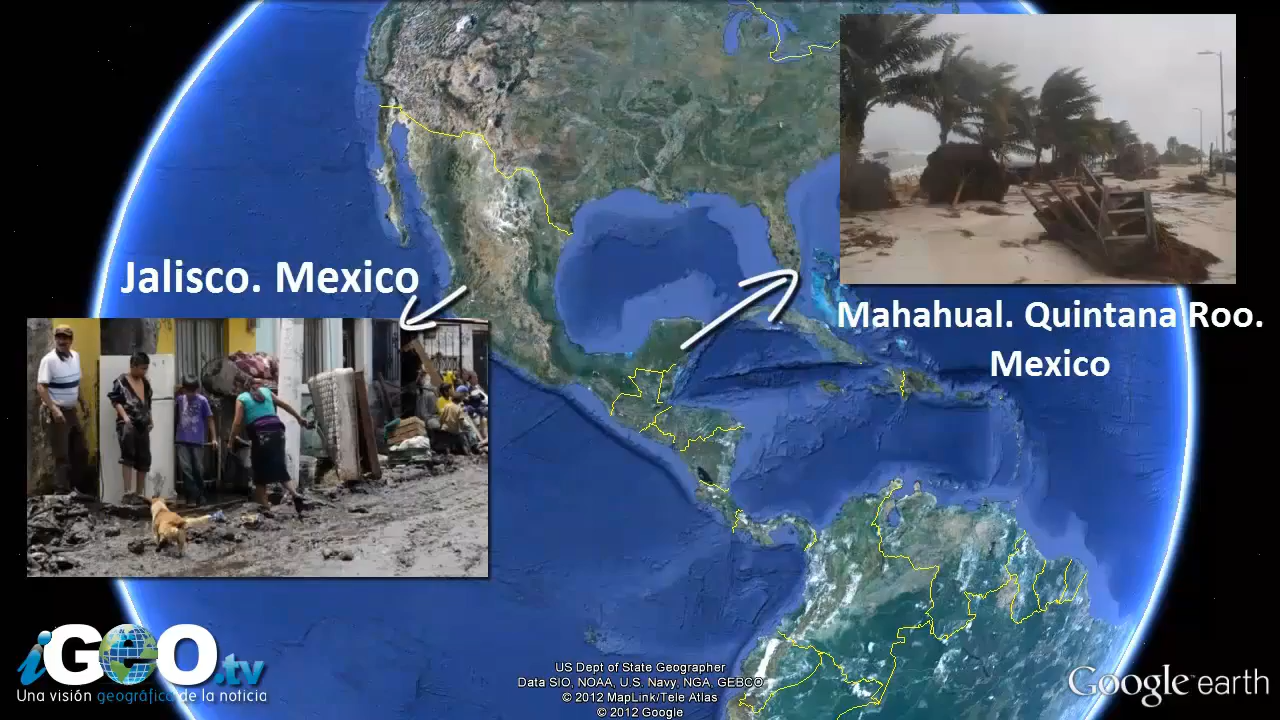 Jalisco. Mexico
Mahahual. Quintana Roo.
Mexico
iGEO.tv
Una visión geográfica de la noticia
US Dept of State Geographer
Data SIO, NOAA, U.S. Navy, NGA, GEBCO
© 2012 MapLink/Tele Atlas
© 2012 Google
Google earth